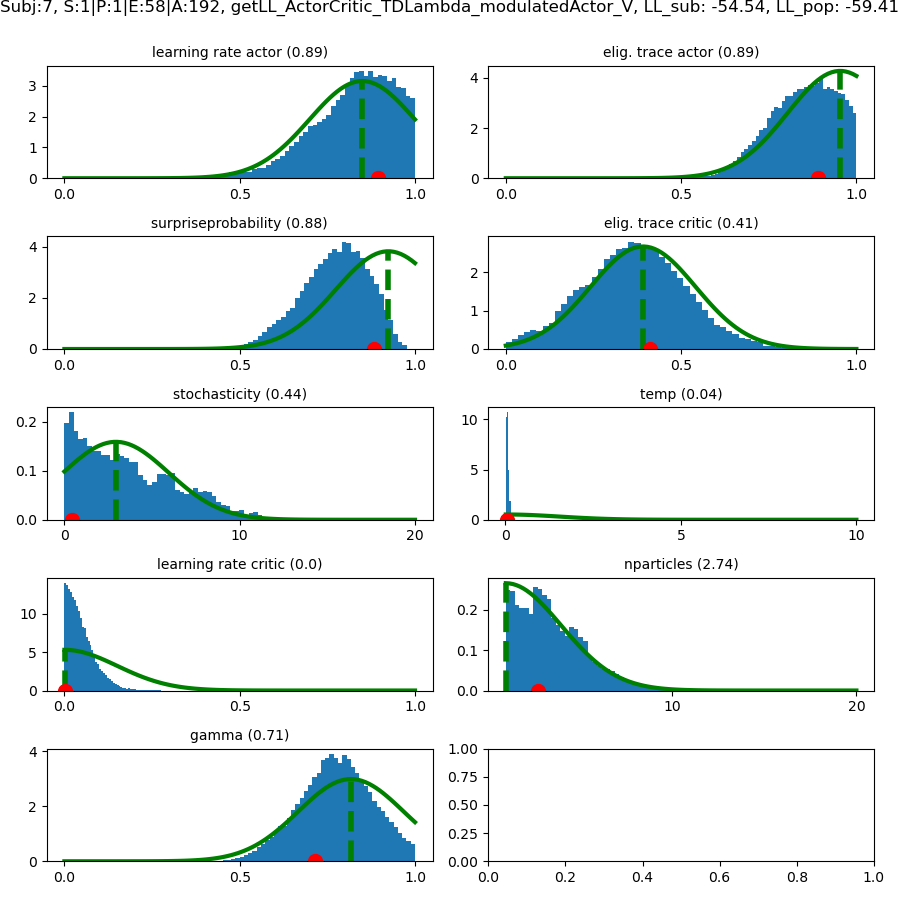 Subj:7, S:1|P:1|E:58|A:192, getLL_ActorCritic_TDLambda_modulatedActor_V, LL_sub: -54.54, LL_pop: -59.41
learning rate actor (0.89)
0
1
2
3
0.0 0.5 1.0
elig. trace actor (0.89)
0
2
4
0.0 0.5 1.0
surpriseprobability (0.88)
0
2
4
0.0 0.5 1.0
elig. trace critic (0.41)
0
1
2
0.0 0.5 1.0
stochasticity (0.44)
0.0
0.1
0.2
0 10 20
temp (0.04)
0
5
10
0 5 10
learning rate critic (0.0)
0
5
10
0.0 0.5 1.0
nparticles (2.74)
0.0
0.1
0.2
10 20
gamma (0.71)
0
2
4
0.0 0.5 1.0
0.00
0.25
0.50
0.75
1.00
0.0 0.2 0.4 0.6 0.8 1.0